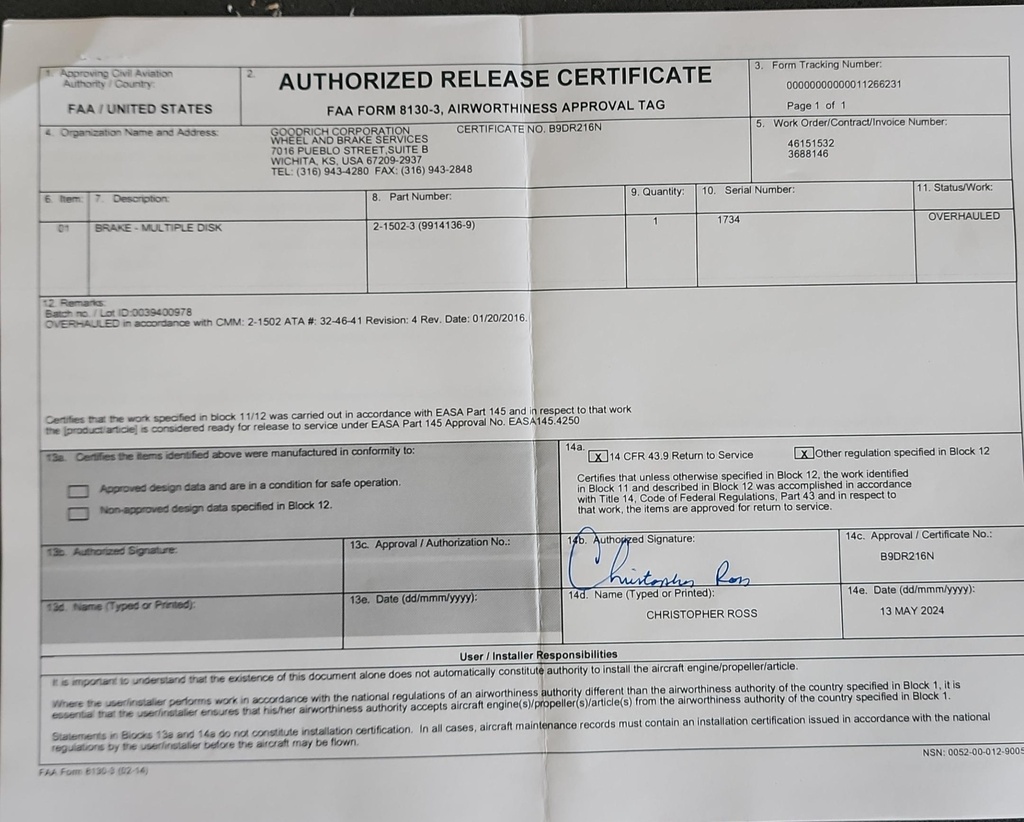 1. Approving Civil Aviation
Authority / Country:
FAA / UNITED STATES
2.
AUTHORIZED RELEASE CERTIFICATE
FAA FORM 8130-3, AIRWORTHINESS APPROVAL TAG
3. Form Tracking Number:
00000000000011266231
Page 1 of 1
4. Organization Name and Address:
GOODRICH CORPORATION CERTIFICATE NO. B9DR216N
WHEEL AND BRAKE SERVICES
7016 PUEBLO STREET,SUITE B
WICHITA, KS, USA 67209-2937
TEL: (316) 943-4280 FAX: (316) 943-2848
5. Work Order/Contract/Invoice Number:
46151532
3688146
6. Item: 7. Description: 8. Part Number: 9. Quantity: 10. Serial Number: 11. Status/Work:
01 BRAKE - MULTIPLE DISK 2-1502-3 (9914136-9) 1 1734 OVERHAULED
12. Remarks:
Batch no. / Lot ID:0039400978
OVERHAULED in accordance with CMM: 2-1502 ATA #: 32-46-41 Revision: 4 Rev. Date: 01/20/2016.
Certifies that the work specified in block 11/12 was carried out in accordance with EASA Part 145 and in respect to that work
the [product/article] is considered ready for release to service under EASA Part 145 Approval No. EASA145.4250
13a. Certifies the items identified above were manufactured in conformity to:
Approved design data and are in a condition for safe operation.
Non-approved design data specified in Block 12.
14a.
X 14 CFR 43.9 Return to Service X Other regulation specified in Block 12
Certifies that unless otherwise specified in Block 12, the work identified
in Block 11 and described in Block 12 was accomplished in accordance
with Title 14, Code of Federal Regulations, Part 43 and in respect to
that work, the items are approved for return to service.
13b. Authorized Signature: 13c. Approval / Authorization No.:
14b. Authorized Signature:
Christopher Ross
14c. Approval / Certificate No.:
B9DR216N
13d. Name (Typed or Printed): 13e. Date (dd/mmm/yyyy):
14d. Name (Typed or Printed):
CHRISTOPHER ROSS
14e. Date (dd/mmm/yyyy):
13 MAY 2024
User / Installer Responsibilities
It is important to understand that the existence of this document alone does not automatically constitute authority to install the aircraft engine/propeller/article.
Where the user/installer performs work in accordance with the national regulations of an airworthiness authority different than the airworthiness authority of the country specified in Block 1, it is
essential that the user/installer ensures that his/her airworthiness authority accepts aircraft engine(s)/propeller(s)/article(s) from the airworthiness authority of the country specified in Block 1.
Statements in Blocks 13a and 14a do not constitute installation certification. In all cases, aircraft maintenance records must contain an installation certification issued in accordance with the national
regulations by the user/installer before the aircraft may be flown.
FAA Form 8130-3 (02-14)
NSN: 0052-00-012-9005